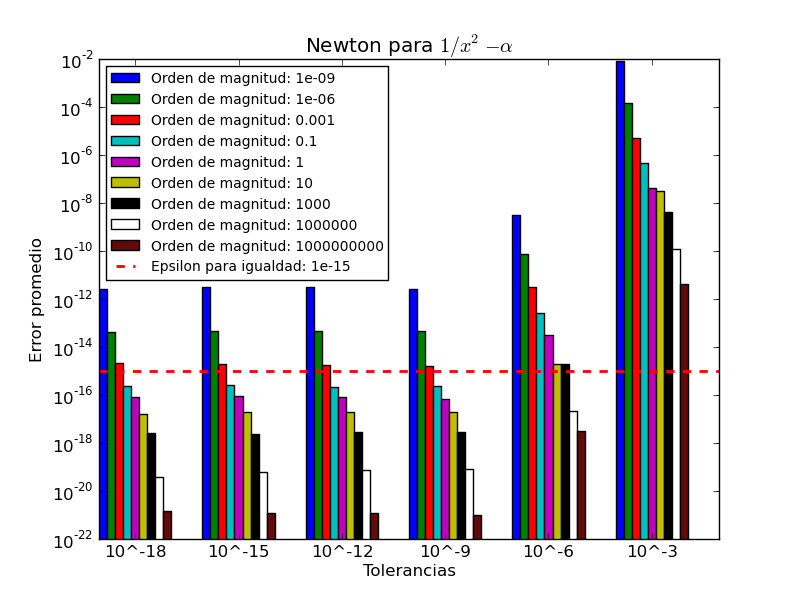 Newton para 1/x² − α
10^-2
10^-4
10^-6
10^-8
10^-10
10^-12
10^-14
10^-16
10^-18
10^-20
10^-22
Error promedio
Orden de magnitud: 1e-09
Orden de magnitud: 1e-06
Orden de magnitud: 0.001
Orden de magnitud: 0.1
Orden de magnitud: 1
Orden de magnitud: 10
Orden de magnitud: 1000
Orden de magnitud: 1000000
Orden de magnitud: 1000000000
Epsilon para igualdad: 1e-15
10^-18 10^-15 10^-12 10^-9 10^-6 10^-3
Tolerancias